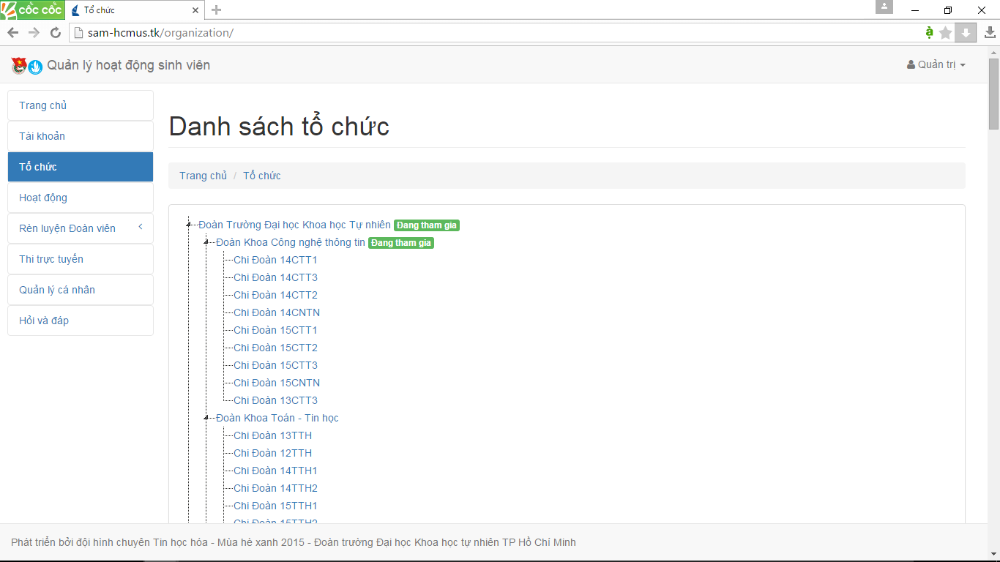 cốc cốc
Tổ chức
sam-hcmus.tk/organization/
Quản lý hoạt động sinh viên
Quản trị
Trang chủ
Tài khoản
Tổ chức
Hoạt động
Rèn luyện Đoàn viên
Thi trực tuyến
Quản lý cá nhân
Hỏi và đáp
Danh sách tổ chức
Trang chủ / Tổ chức
Đoàn Trường Đại học Khoa học Tự nhiên Đang tham gia
Đoàn Khoa Công nghệ thông tin Đang tham gia
Chi Đoàn 14CTT1
Chi Đoàn 14CTT3
Chi Đoàn 14CTT2
Chi Đoàn 14CNTN
Chi Đoàn 15CTT1
Chi Đoàn 15CTT2
Chi Đoàn 15CTT3
Chi Đoàn 15CNTN
Chi Đoàn 13CTT3
Đoàn Khoa Toán - Tin học
Chi Đoàn 13TTH
Chi Đoàn 12TTH
Chi Đoàn 14TTH1
Chi Đoàn 14TTH2
Chi Đoàn 15TTH1
Chi Đoàn 15TTH2
Phát triển bởi đội hình chuyên Tin học hóa - Mùa hè xanh 2015 - Đoàn trường Đại học Khoa học tự nhiên TP Hồ Chí Minh